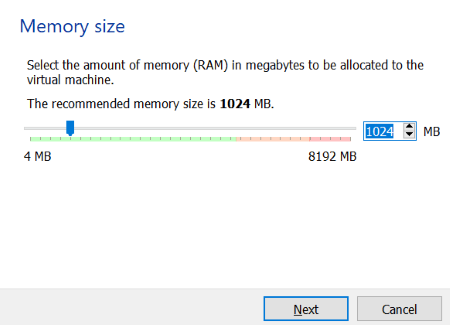 Memory size
Select the amount of memory (RAM) in megabytes to be allocated to the
virtual machine.
The recommended memory size is 1024 MB.
1024 MB
4 MB 8192 MB
Next Cancel